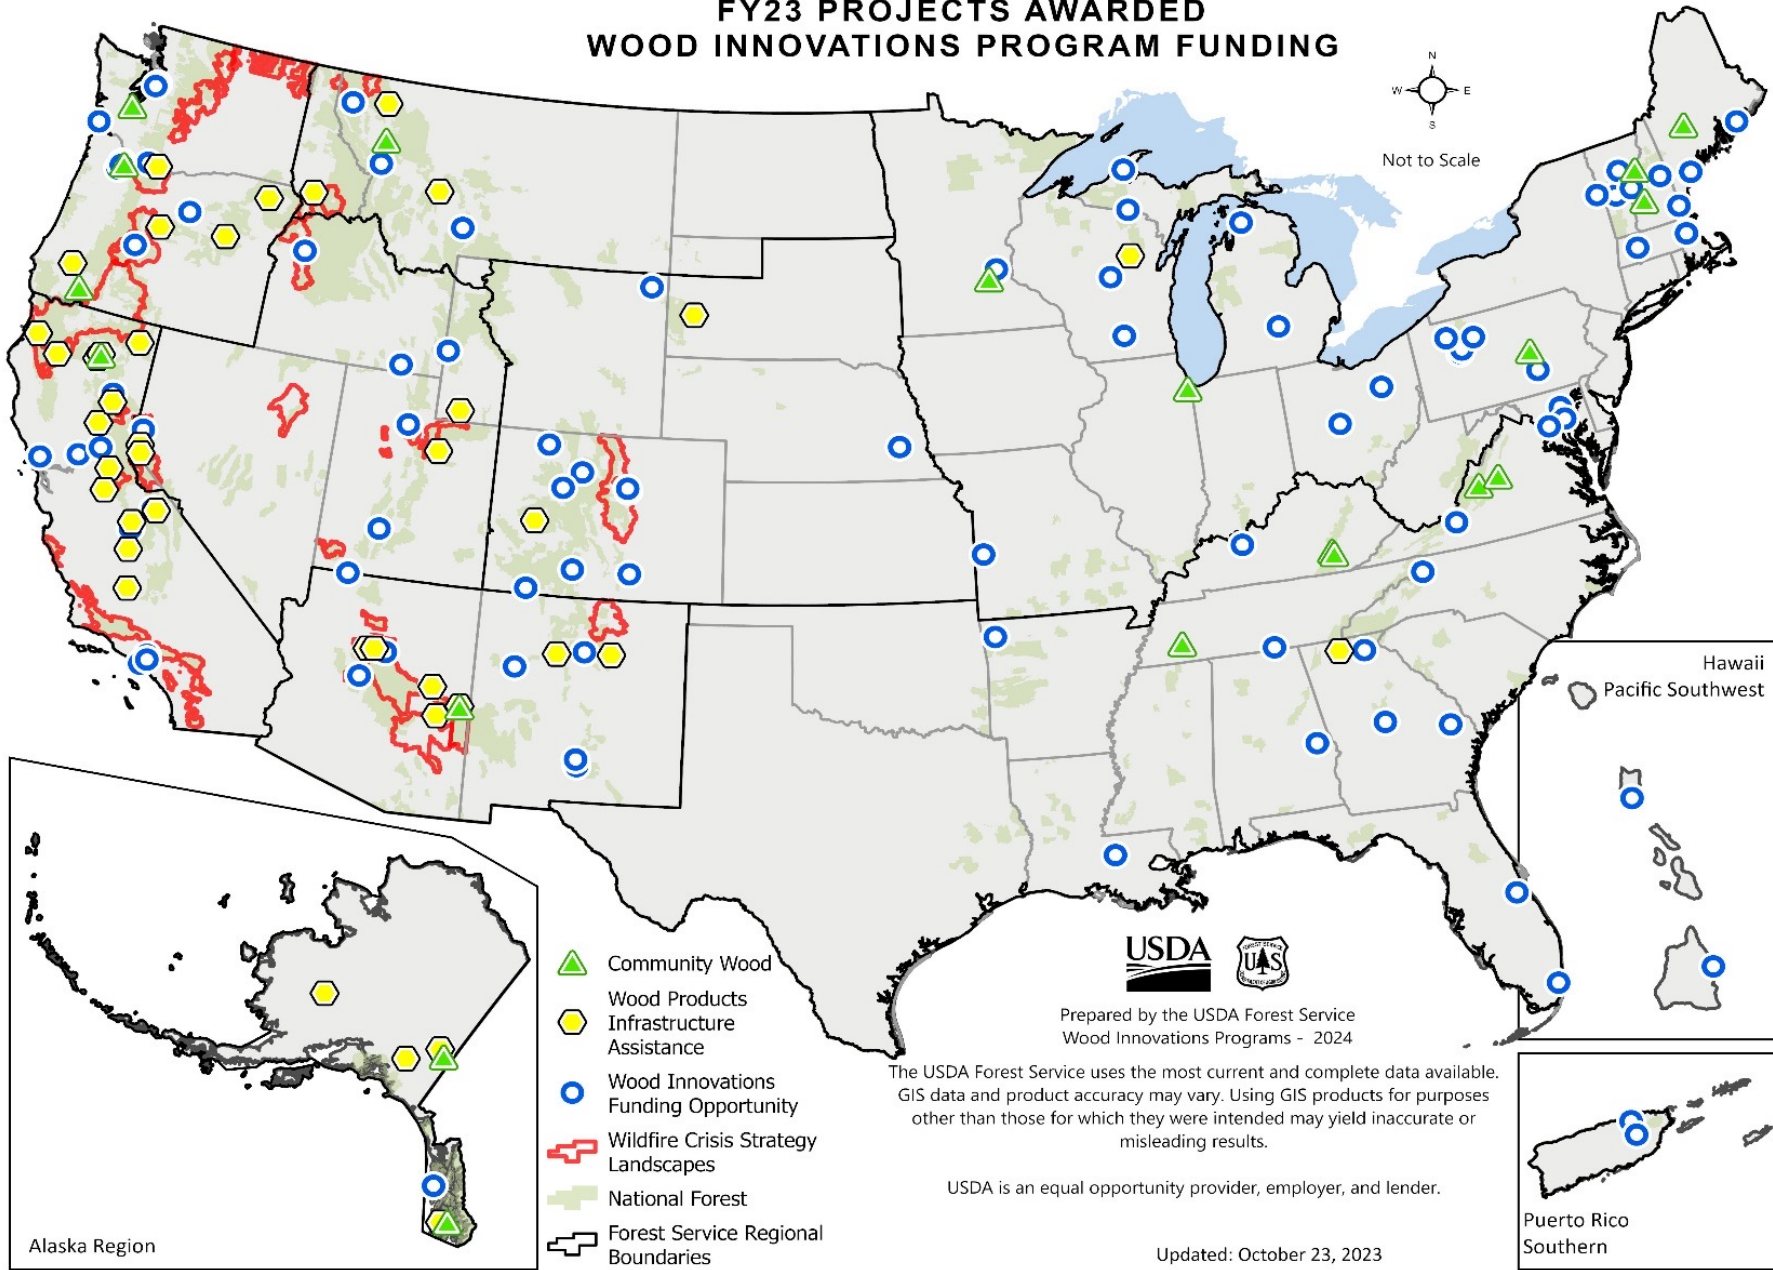 FY23 PROJECTS AWARDED
WOOD INNOVATIONS PROGRAM FUNDING
N
W E
S
Not to Scale
Hawaii
Pacific Southwest
Community Wood
Wood Products
Infrastructure
Assistance
Wood Innovations
Funding Opportunity
Wildfire Crisis Strategy
Landscapes
National Forest
Forest Service Regional
Boundaries
Alaska Region
USDA
FOREST SERVICE
U S
DEPARTMENT OF AGRICULTURE
Prepared by the USDA Forest Service
Wood Innovations Programs - 2024
The USDA Forest Service uses the most current and complete data available.
GIS data and product accuracy may vary. Using GIS products for purposes
other than those for which they were intended may yield inaccurate or
misleading results.
USDA is an equal opportunity provider, employer, and lender.
Updated: October 23, 2023
Puerto Rico
Southern